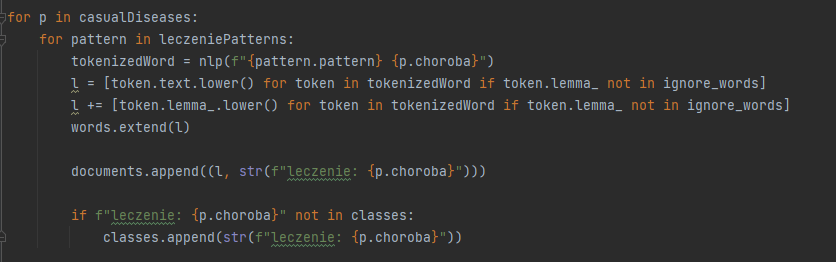 for p in casualDiseases:
    for pattern in leczeniePatterns:
        tokenizedWord = nlp(f"{pattern.pattern} {p.choroba}")
        l = [token.text.lower() for token in tokenizedWord if token.lemma_ not in ignore_words]
        l += [token.lemma_.lower() for token in tokenizedWord if token.lemma_ not in ignore_words]
        words.extend(l)

        documents.append((l, str(f"leczenie: {p.choroba}")))

        if f"leczenie: {p.choroba}" not in classes:
            classes.append(str(f"leczenie: {p.choroba}"))